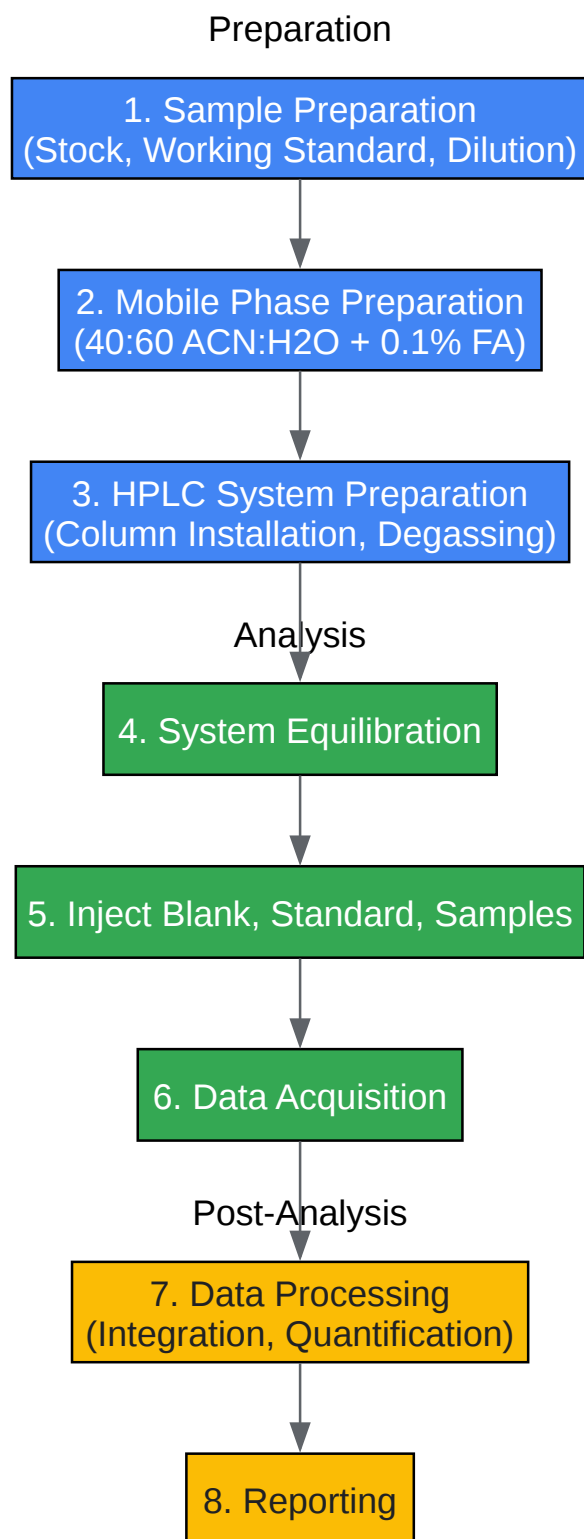 Preparation
1. Sample Preparation
(Stock, Working Standard, Dilution)
2. Mobile Phase Preparation
(40:60 ACN:H2O + 0.1% FA)
3. HPLC System Preparation
(Column Installation, Degassing)
Analysis
4. System Equilibration
5. Inject Blank, Standard, Samples
6. Data Acquisition
Post-Analysis
7. Data Processing
(Integration, Quantification)
8. Reporting